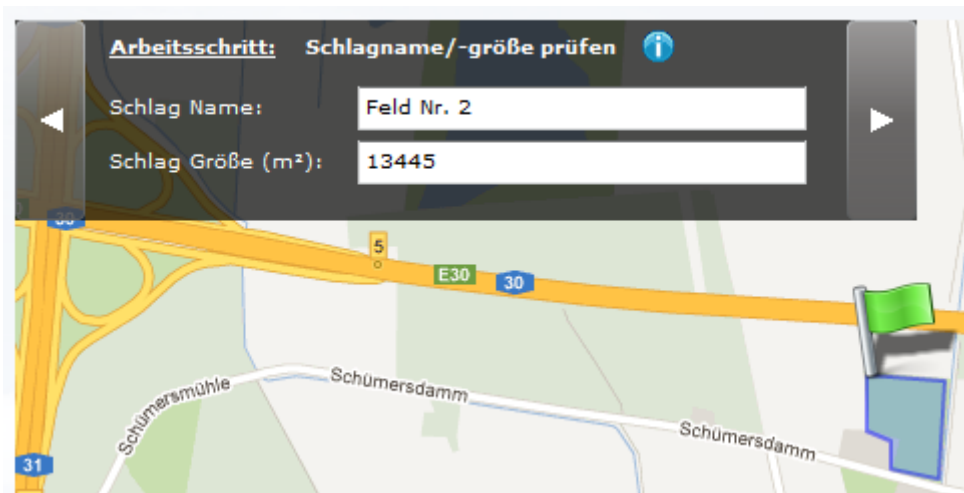 Arbeitsschritt: Schlagname/-größe prüfen
Schlag Name: Feld Nr. 2
Schlag Größe (m²): 13445
30
5
E30 30
Schümersmühle
Schümersdamm
Schümersdamm
31